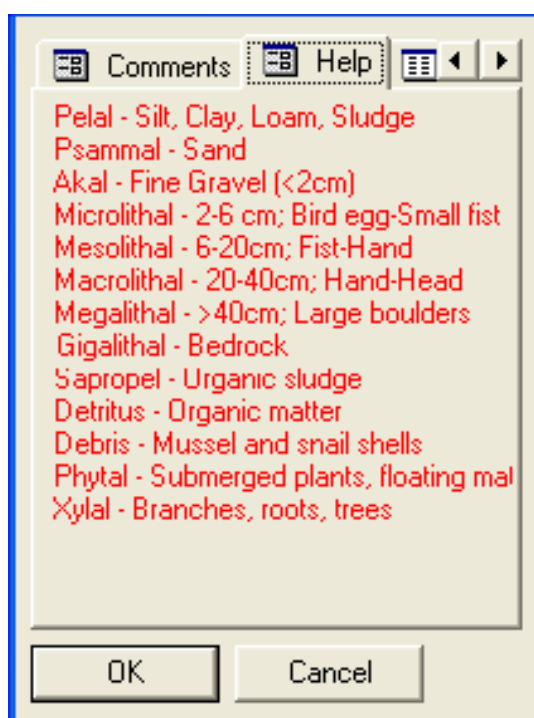 Comments Help
Pelal - Silt, Clay, Loam, Sludge
Psammal - Sand
Akal - Fine Gravel (<2cm)
Microlithal - 2-6 cm; Bird egg-Small fist
Mesolithal - 6-20cm; Fist-Hand
Macrolithal - 20-40cm; Hand-Head
Megalithal - >40cm; Large boulders
Gigalithal - Bedrock
Sapropel - Organic sludge
Detritus - Organic matter
Debris - Mussel and snail shells
Phytal - Submerged plants, floating mat
Xylal - Branches, roots, trees
OK Cancel